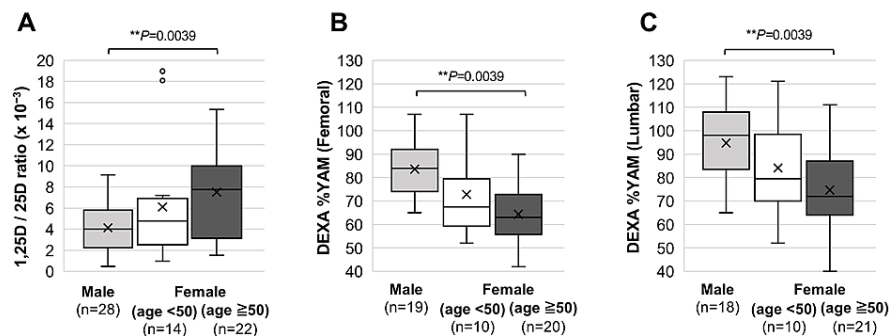 A
**P=0.0039
1,25D / 25D ratio (x 10⁻³)
20
18
16
14
12
10
8
6
4
2
0
Male
(n=28)
Female
(age <50) (age ≧50)
(n=14) (n=22)
B
**P=0.0039
DEXA %YAM (Femoral)
130
120
110
100
90
80
70
60
50
40
Male
(n=19)
Female
(age <50) (age ≧50)
(n=10) (n=20)
C
**P=0.0039
DEXA %YAM (Lumbar)
130
120
110
100
90
80
70
60
50
40
Male
(n=18)
Female
(age <50) (age ≧50)
(n=10) (n=21)